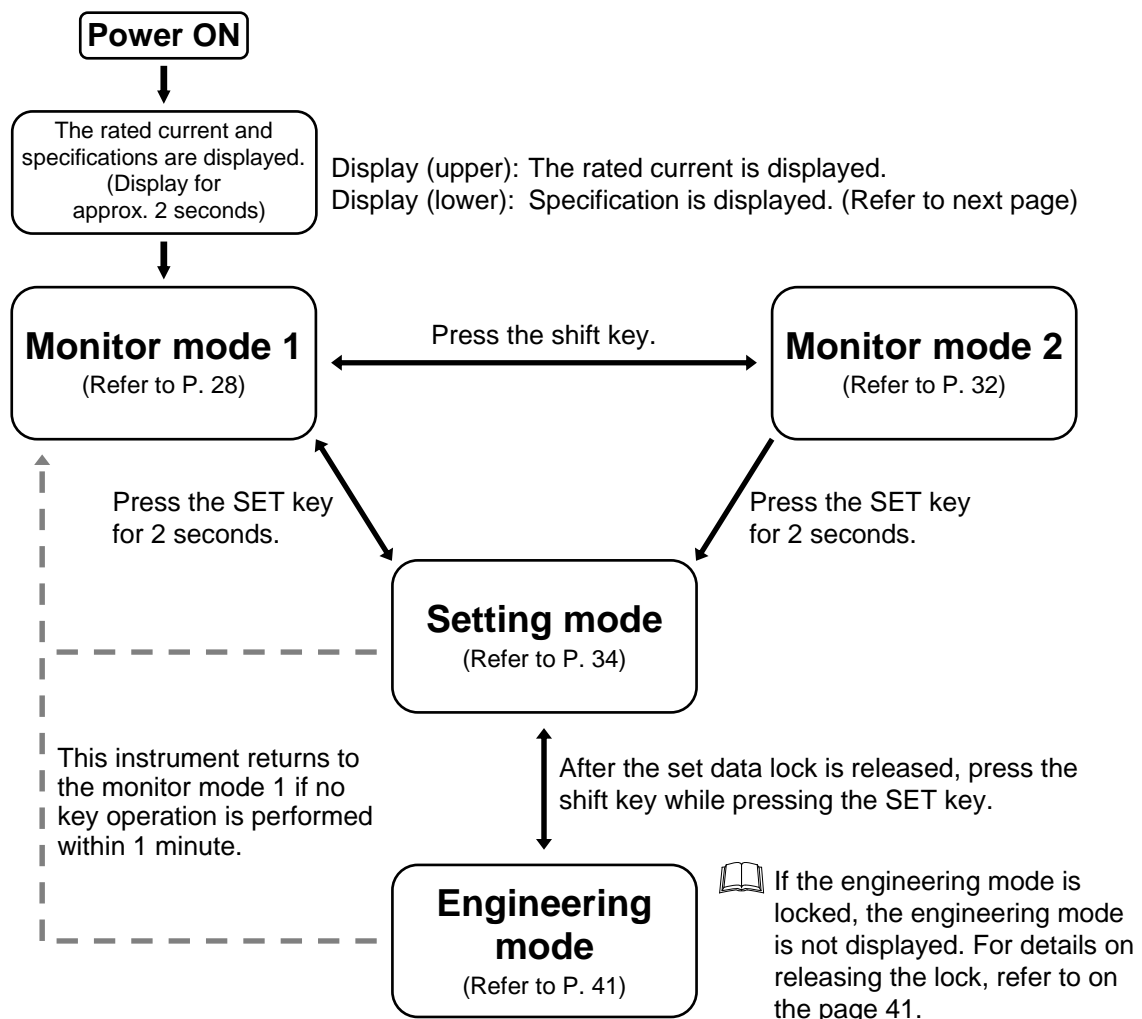 Power ON
The rated current and
specifications are displayed.
(Display for
approx. 2 seconds)
Display (upper): The rated current is displayed.
Display (lower): Specification is displayed. (Refer to next page)
Monitor mode 1
(Refer to P. 28)
Press the shift key.
Monitor mode 2
(Refer to P. 32)
Press the SET key
for 2 seconds.
Press the SET key
for 2 seconds.
Setting mode
(Refer to P. 34)
This instrument returns to
the monitor mode 1 if no
key operation is performed
within 1 minute.
After the set data lock is released, press the
shift key while pressing the SET key.
Engineering
mode
(Refer to P. 41)
If the engineering mode is
locked, the engineering mode
is not displayed. For details on
releasing the lock, refer to on
the page 41.